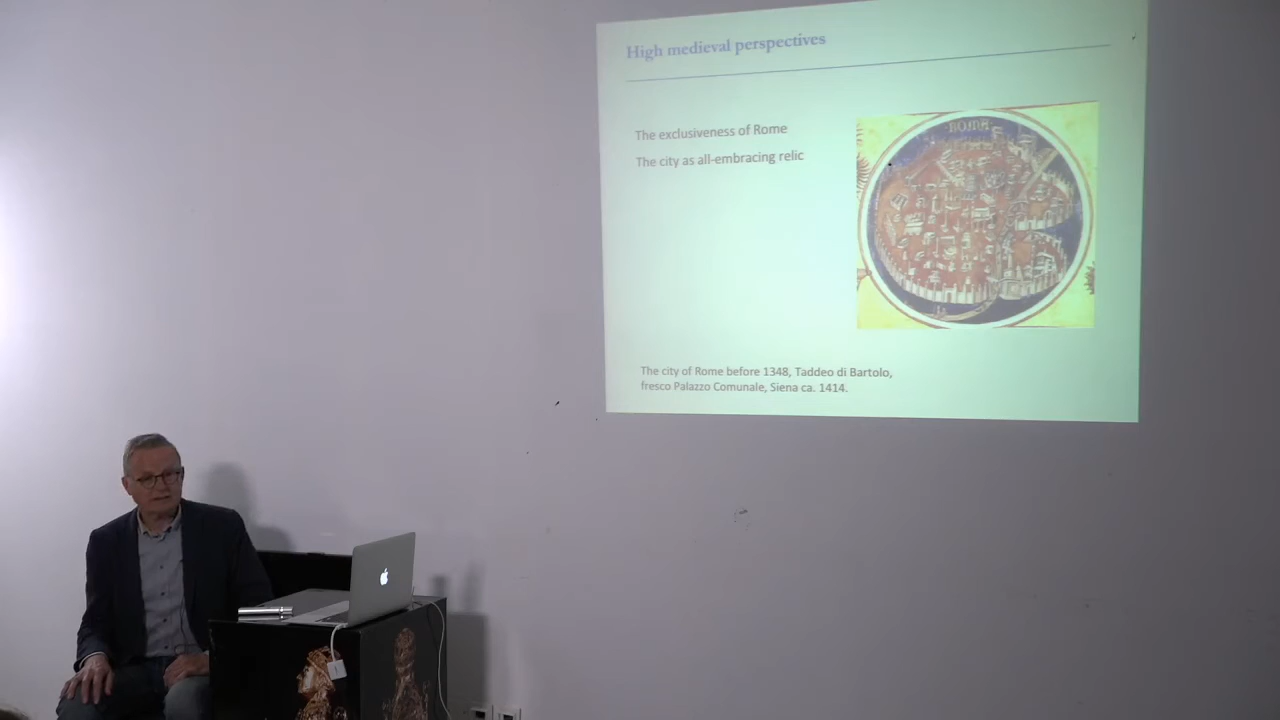 High medieval perspectives
The exclusiveness of Rome
The city as all-embracing relic
ROMA
The city of Rome before 1348, Taddeo di Bartolo,
fresco Palazzo Comunale, Siena ca. 1414.